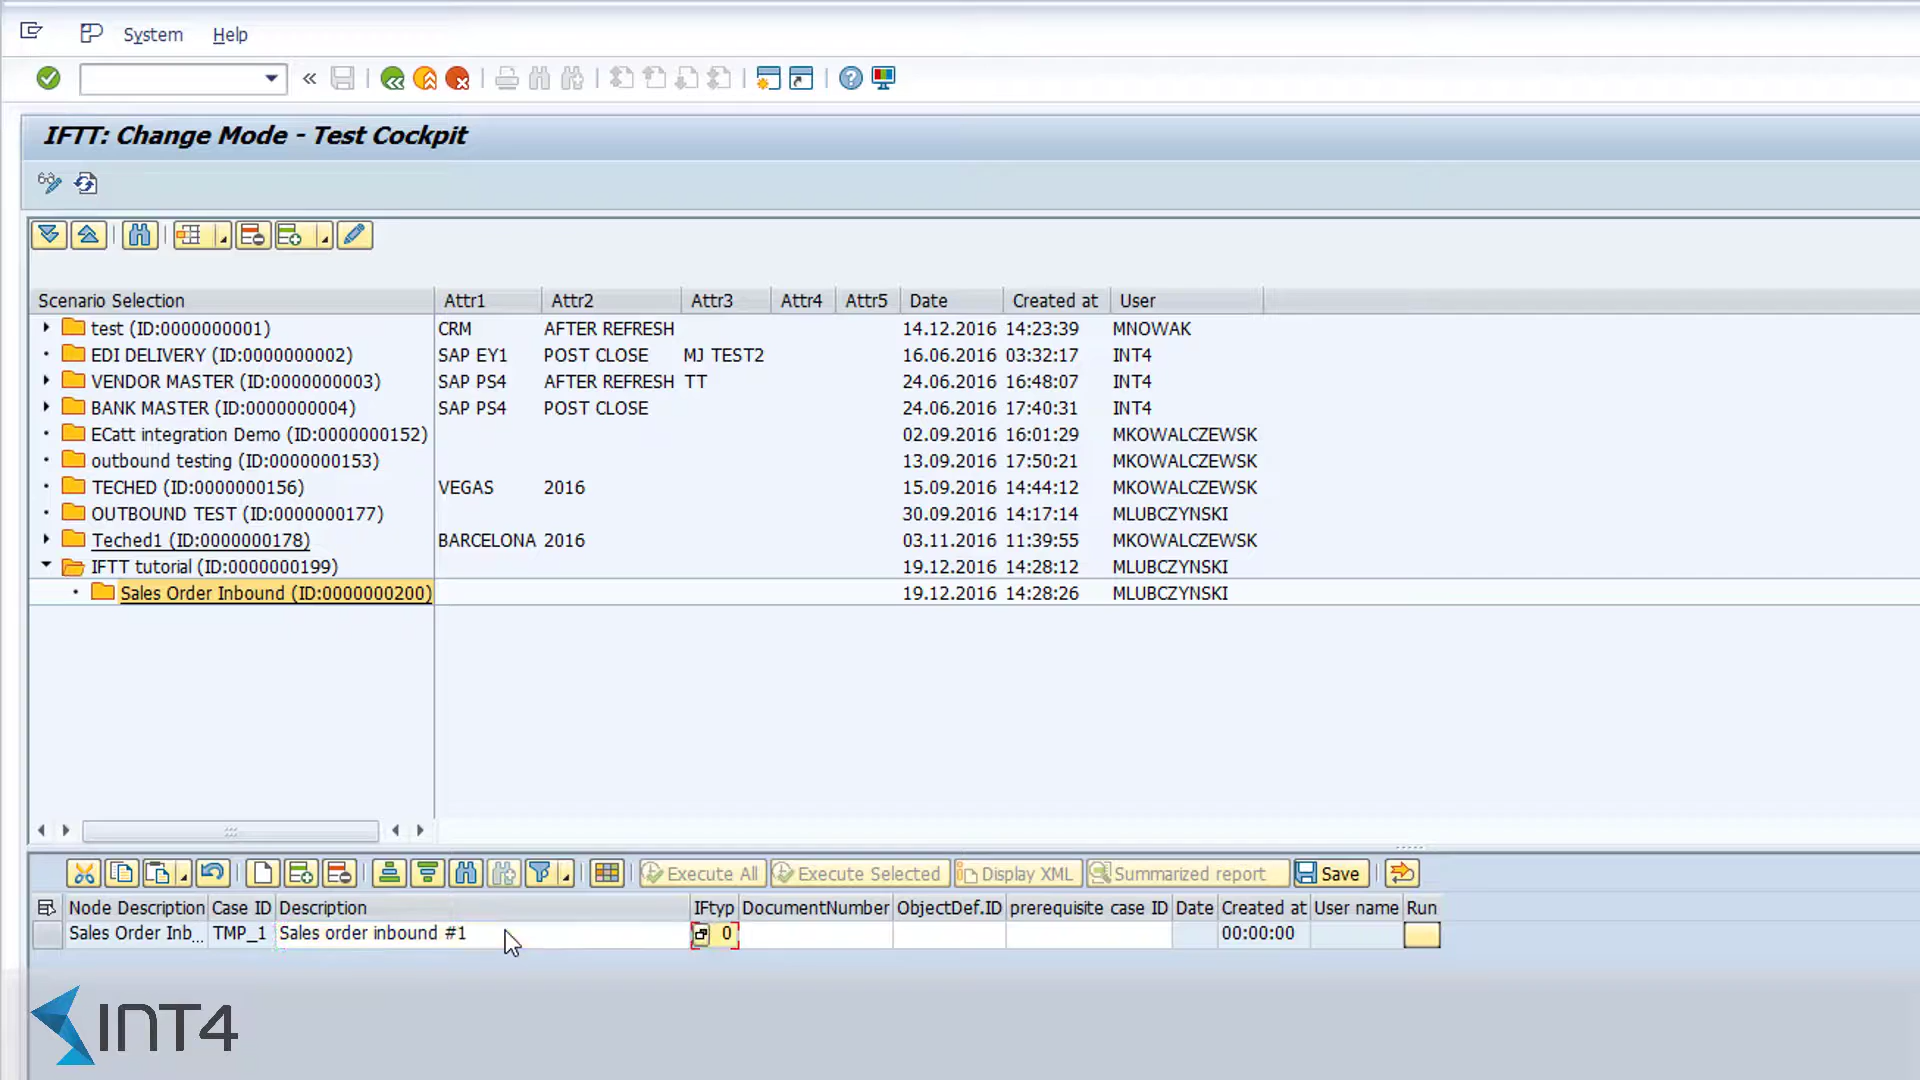 System Help
IFTT: Change Mode - Test Cockpit
Scenario Selection Attr1 Attr2 Attr3 Attr4 Attr5 Date Created at User
test (ID:0000000001) CRM AFTER REFRESH 14.12.2016 14:23:39 MNOWAK
EDI DELIVERY (ID:0000000002) SAP EY1 POST CLOSE MJ TEST2 16.06.2016 03:32:17 INT4
VENDOR MASTER (ID:0000000003) SAP PS4 AFTER REFRESH TT 24.06.2016 16:48:07 INT4
BANK MASTER (ID:0000000004) SAP PS4 POST CLOSE 24.06.2016 17:40:31 INT4
ECatt integration Demo (ID:0000000152) 02.09.2016 16:01:29 MKOWALCZEWSK
outbound testing (ID:0000000153) 13.09.2016 17:50:21 MKOWALCZEWSK
TECHED (ID:0000000156) VEGAS 2016 15.09.2016 14:44:12 MKOWALCZEWSK
OUTBOUND TEST (ID:0000000177) 30.09.2016 14:17:14 MLUBCZYNSKI
Teched1 (ID:0000000178) BARCELONA 2016 03.11.2016 11:39:55 MKOWALCZEWSK
IFTT tutorial (ID:0000000199) 19.12.2016 14:28:12 MLUBCZYNSKI
Sales Order Inbound (ID:0000000200) 19.12.2016 14:28:26 MLUBCZYNSKI
Execute All Execute Selected Display XML Summarized report Save
Node Description Case ID Description IFtyp DocumentNumber ObjectDef.ID prerequisite case ID Date Created at User name Run
Sales Order Inb... TMP_1 Sales order inbound #1 0 00:00:00
INT4